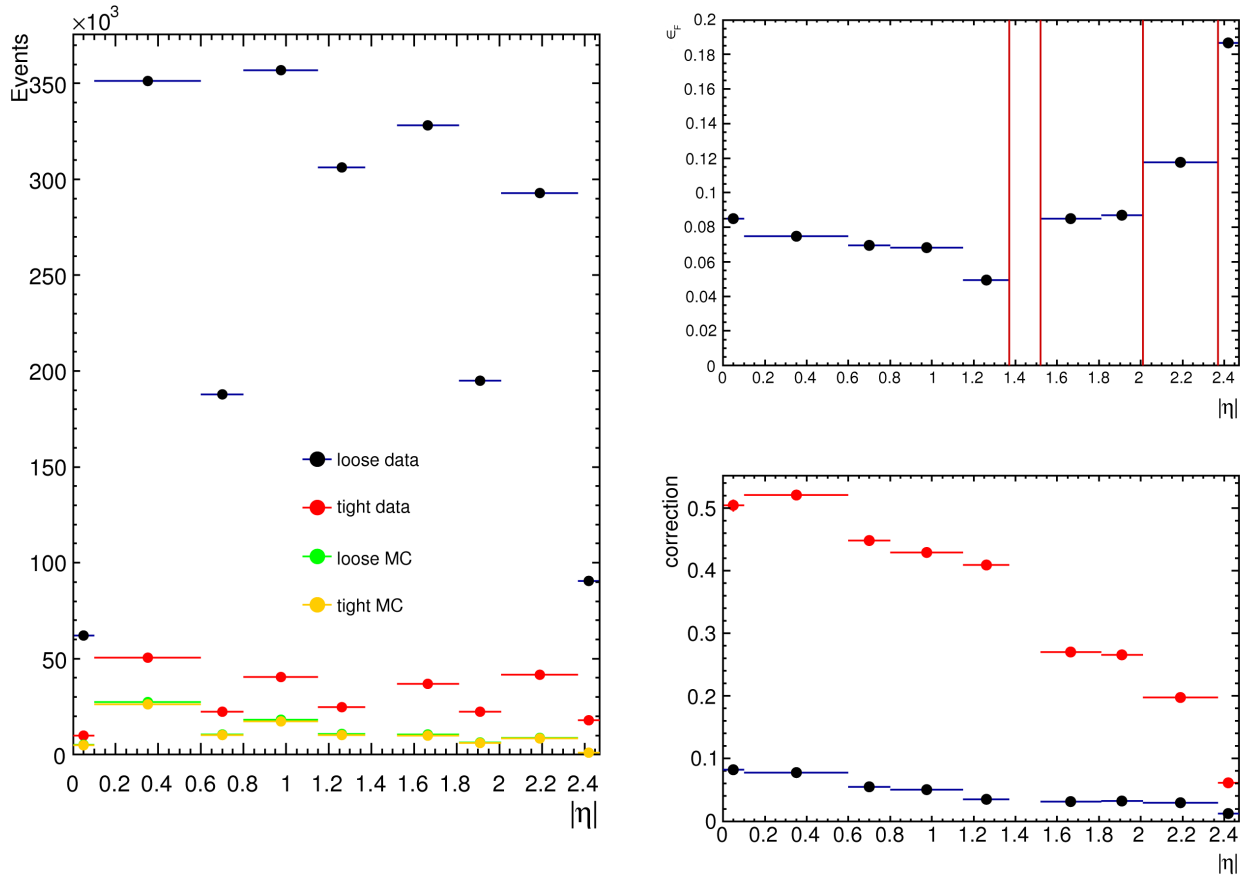 ×10³
Events
350
300
250
200
150
100
50
0
loose data
tight data
loose MC
tight MC
0 0.2 0.4 0.6 0.8 1 1.2 1.4 1.6 1.8 2 2.2 2.4
|η|
∈F
0.2
0.18
0.16
0.14
0.12
0.1
0.08
0.06
0.04
0.02
0
0 0.2 0.4 0.6 0.8 1 1.2 1.4 1.6 1.8 2 2.2 2.4
|η|
correction
0.5
0.4
0.3
0.2
0.1
0
0 0.2 0.4 0.6 0.8 1 1.2 1.4 1.6 1.8 2 2.2 2.4
|η|